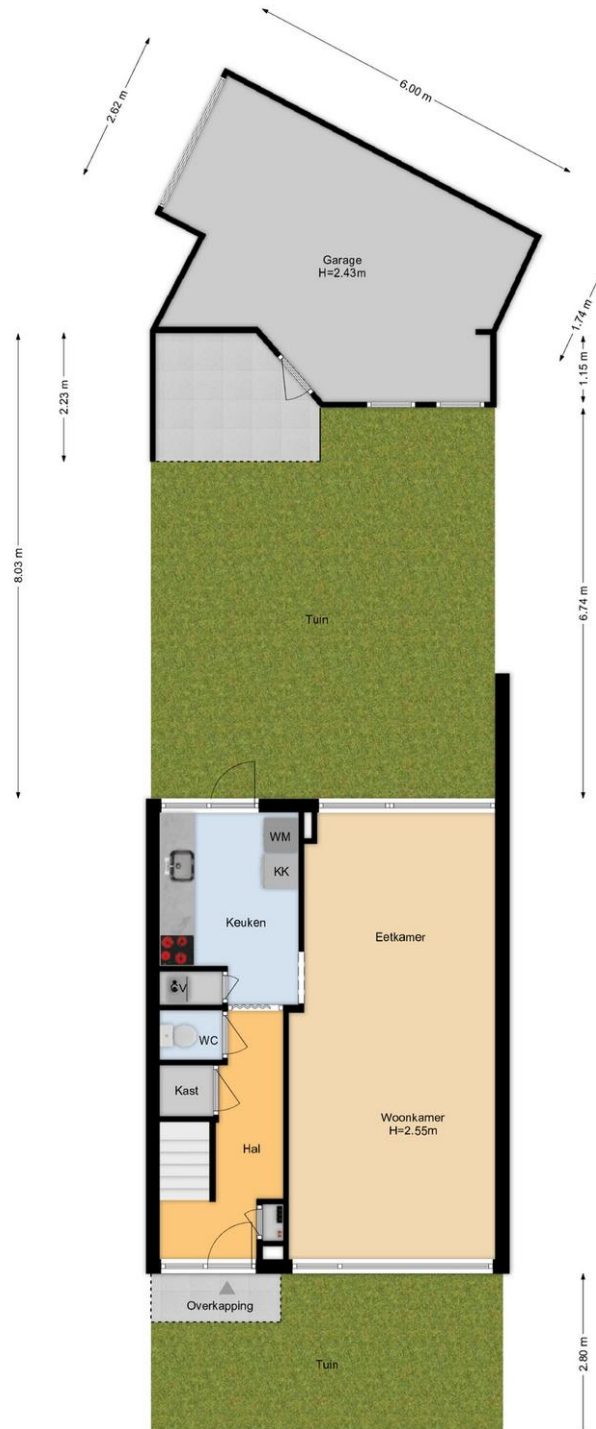 6.00 m
2.62 m
Garage
H=2.43m
1.74 m
1.15 m
2.23 m
8.03 m
6.74 m
Tuin
WM
KK
Keuken
Eetkamer
CV
WC
Kast
Woonkamer
H=2.55m
Hal
Overkapping
Tuin
2.80 m